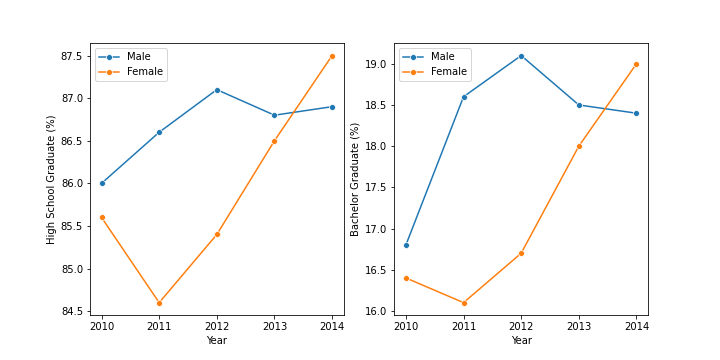 Male
Female
High School Graduate (%)
87.5
87.0
86.5
86.0
85.5
85.0
84.5
2010 2011 2012 2013 2014
Year
Male
Female
Bachelor Graduate (%)
19.0
18.5
18.0
17.5
17.0
16.5
16.0
2010 2011 2012 2013 2014
Year